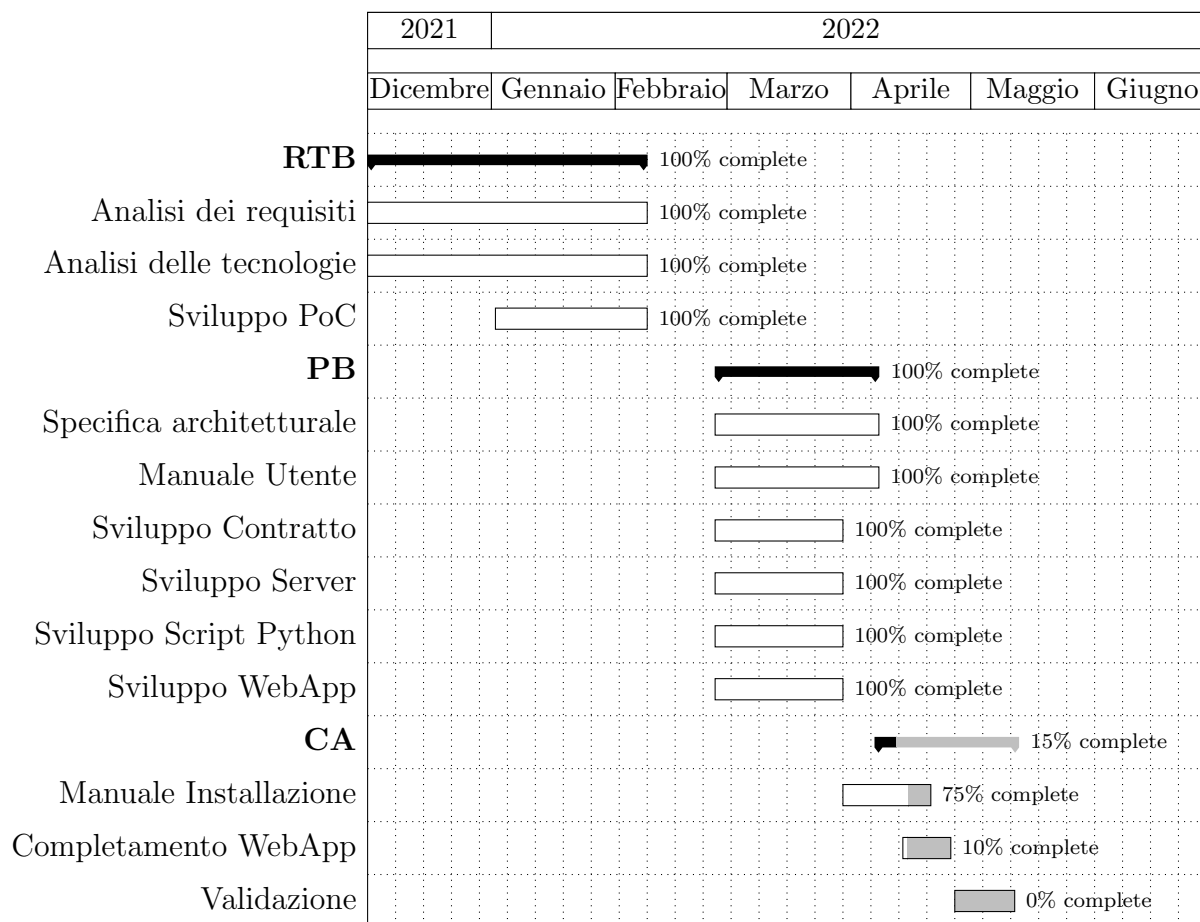 2021 2022
Dicembre Gennaio Febbraio Marzo Aprile Maggio Giugno
RTB 100% complete
Analisi dei requisiti 100% complete
Analisi delle tecnologie 100% complete
Sviluppo PoC 100% complete
PB 100% complete
Specifica architetturale 100% complete
Manuale Utente 100% complete
Sviluppo Contratto 100% complete
Sviluppo Server 100% complete
Sviluppo Script Python 100% complete
Sviluppo WebApp 100% complete
CA 15% complete
Manuale Installazione 75% complete
Completamento WebApp 10% complete
Validazione 0% complete